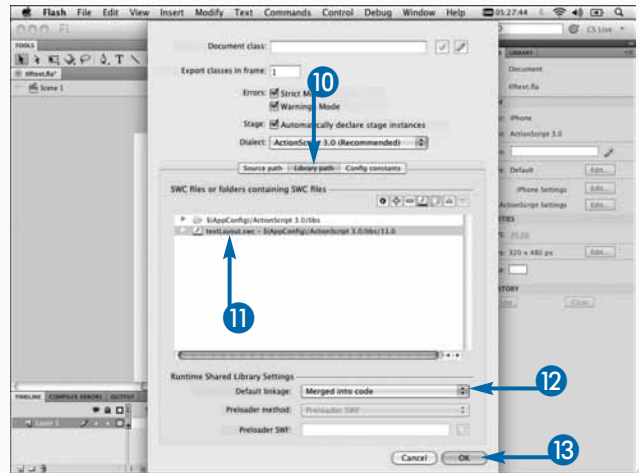 Flash File Edit View Insert Modify Text Commands Control Debug Window Help 05:27:44
CS Live
TOOLS
LIBRARY
tlftext.fla*
Scene 1
Document class:
Export classes in frame: 1
10
Errors: Strict Mode
Warnings Mode
Stage: Automatically declare stage instances
Dialect: ActionScript 3.0 (Recommended)
Source path Library path Config constants
SWC files or folders containing SWC files
$(AppConfig)/ActionScript 3.0/libs
textLayout.swc - $(AppConfig)/ActionScript 3.0/libs/11.0
11
Runtime Shared Library Settings
Default linkage: Merged into code
12
Preloader method: Preloader SWF
Preloader SWF:
Cancel OK
13
Document
tlftext.fla
iPhone
ActionScript 3.0
Default Edit...
iPhone Settings Edit...
ActionScript Settings Edit...
320 x 480 px Edit...
Clear
TIMELINE COMPILER ERRORS OUTPUT
Layer 1